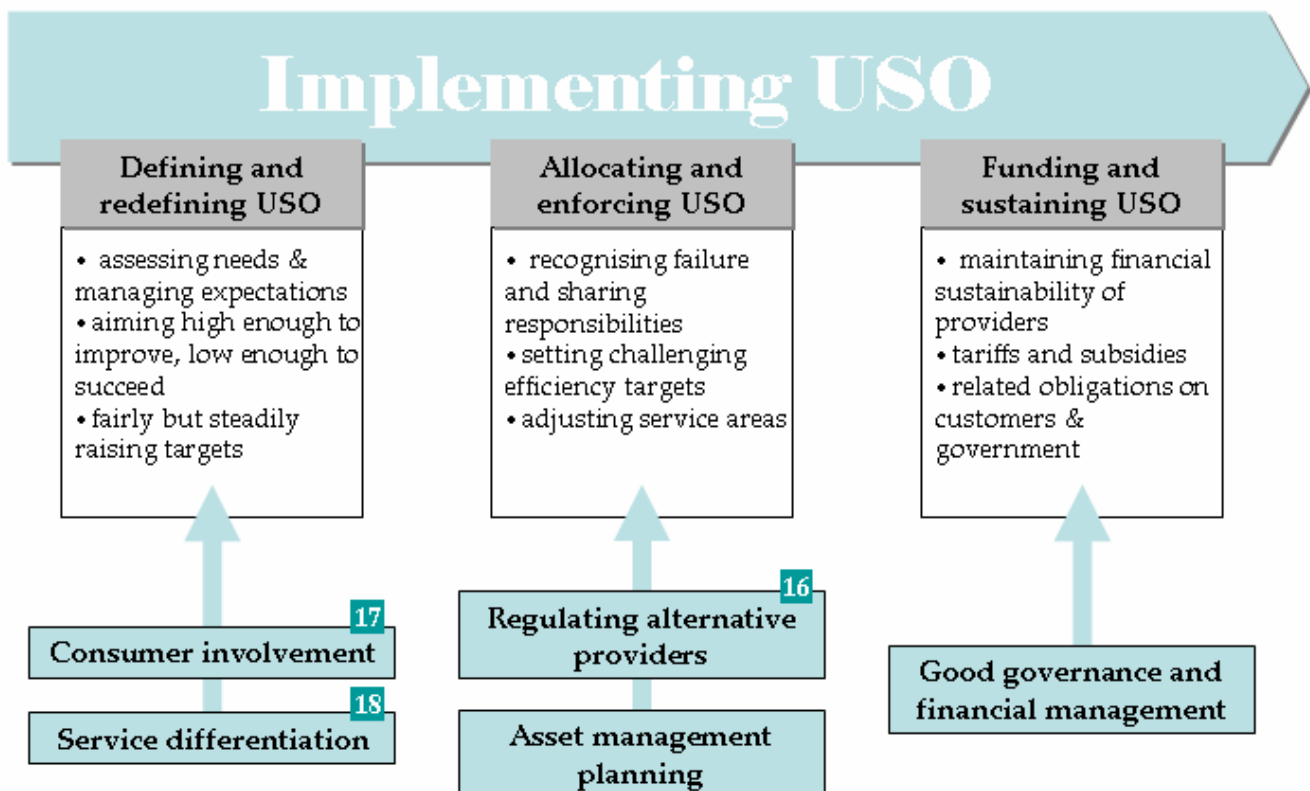 Implementing USO
Defining and
redefining USO
• assessing needs &
managing expectations
• aiming high enough to
improve, low enough to
succeed
• fairly but steadily
raising targets
17
Consumer involvement
18
Service differentiation
Allocating and
enforcing USO
• recognising failure
and sharing
responsibilities
• setting challenging
efficiency targets
• adjusting service areas
16
Regulating alternative
providers
Asset management
planning
Funding and
sustaining USO
• maintaining financial
sustainability of
providers
• tariffs and subsidies
• related obligations on
customers &
government
Good governance and
financial management